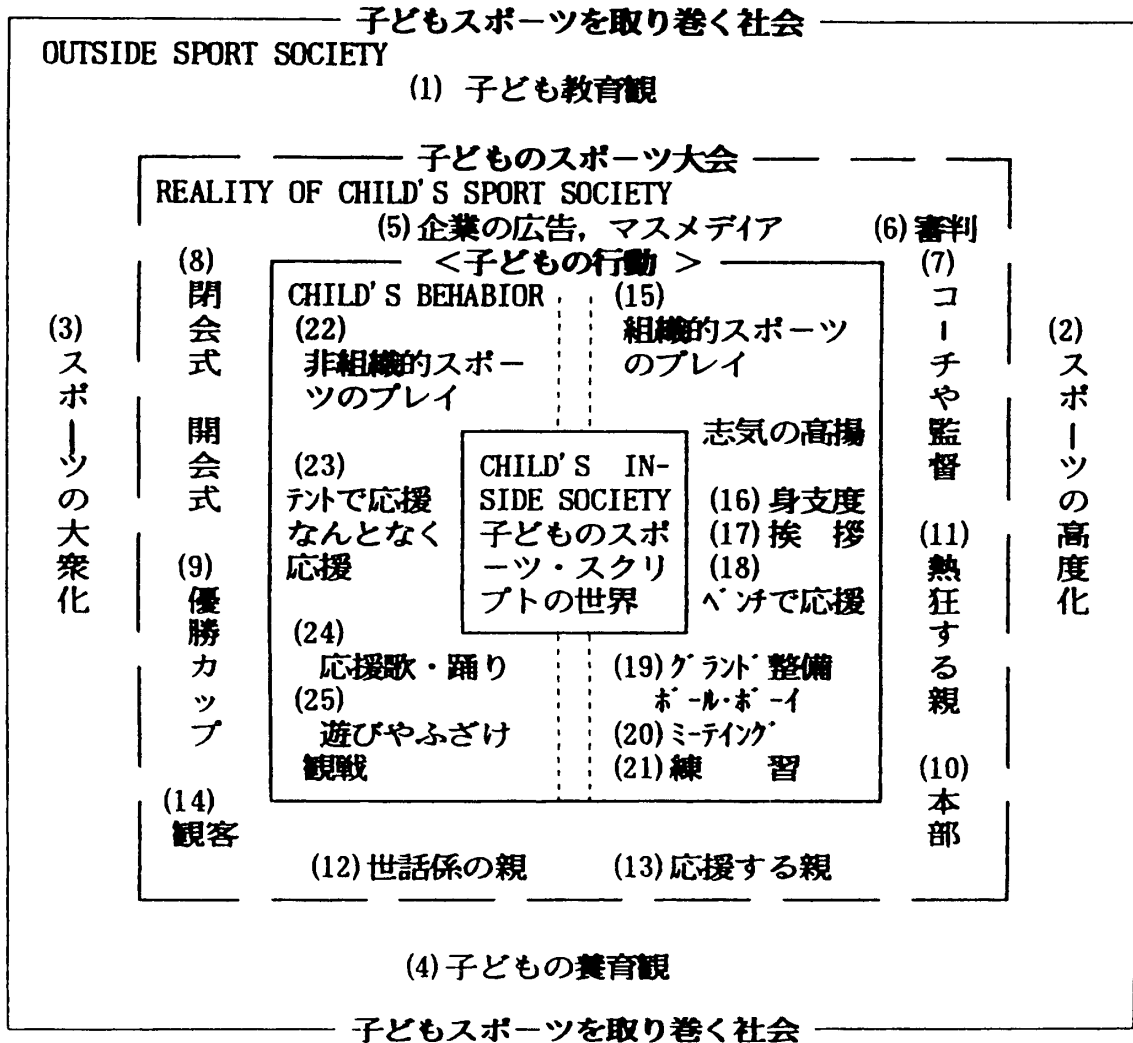 子どもスポーツを取り巻く社会
OUTSIDE SPORT SOCIETY
(1) 子ども教育観
子どものスポーツ大会
REALITY OF CHILD'S SPORT SOCIETY
(5)企業の広告，マスメディア
(6)審判
(3)スポーツの大衆化
(8)閉会式 開会式
(9)優勝カップ
(14)
観客
<子どもの行動 >
CHILD'S BEHABIOR
(22)
非組織的スポー
ツのプレイ
(23)
テントで応援
なんとなく
応援
(24)
応援歌・踊り
(25)
遊びやふざけ
観戦
CHILD'S IN-
SIDE SOCIETY
子どものスポ
ーツ・スクリ
プトの世界
(15)
組織的スポーツ
のプレイ
志気の高揚
(16)身支度
(17)挨 拶
(18)
ベンチで応援
(19)グランド整備
ボール・ボーイ
(20)ミーテイング
(21)練 習
(7)コーチや監督
(11)熱狂する親
(10)本部
(2)スポーツの高度化
(12)世話係の親
(13)応援する親
(4)子どもの養育観
子どもスポーツを取り巻く社会